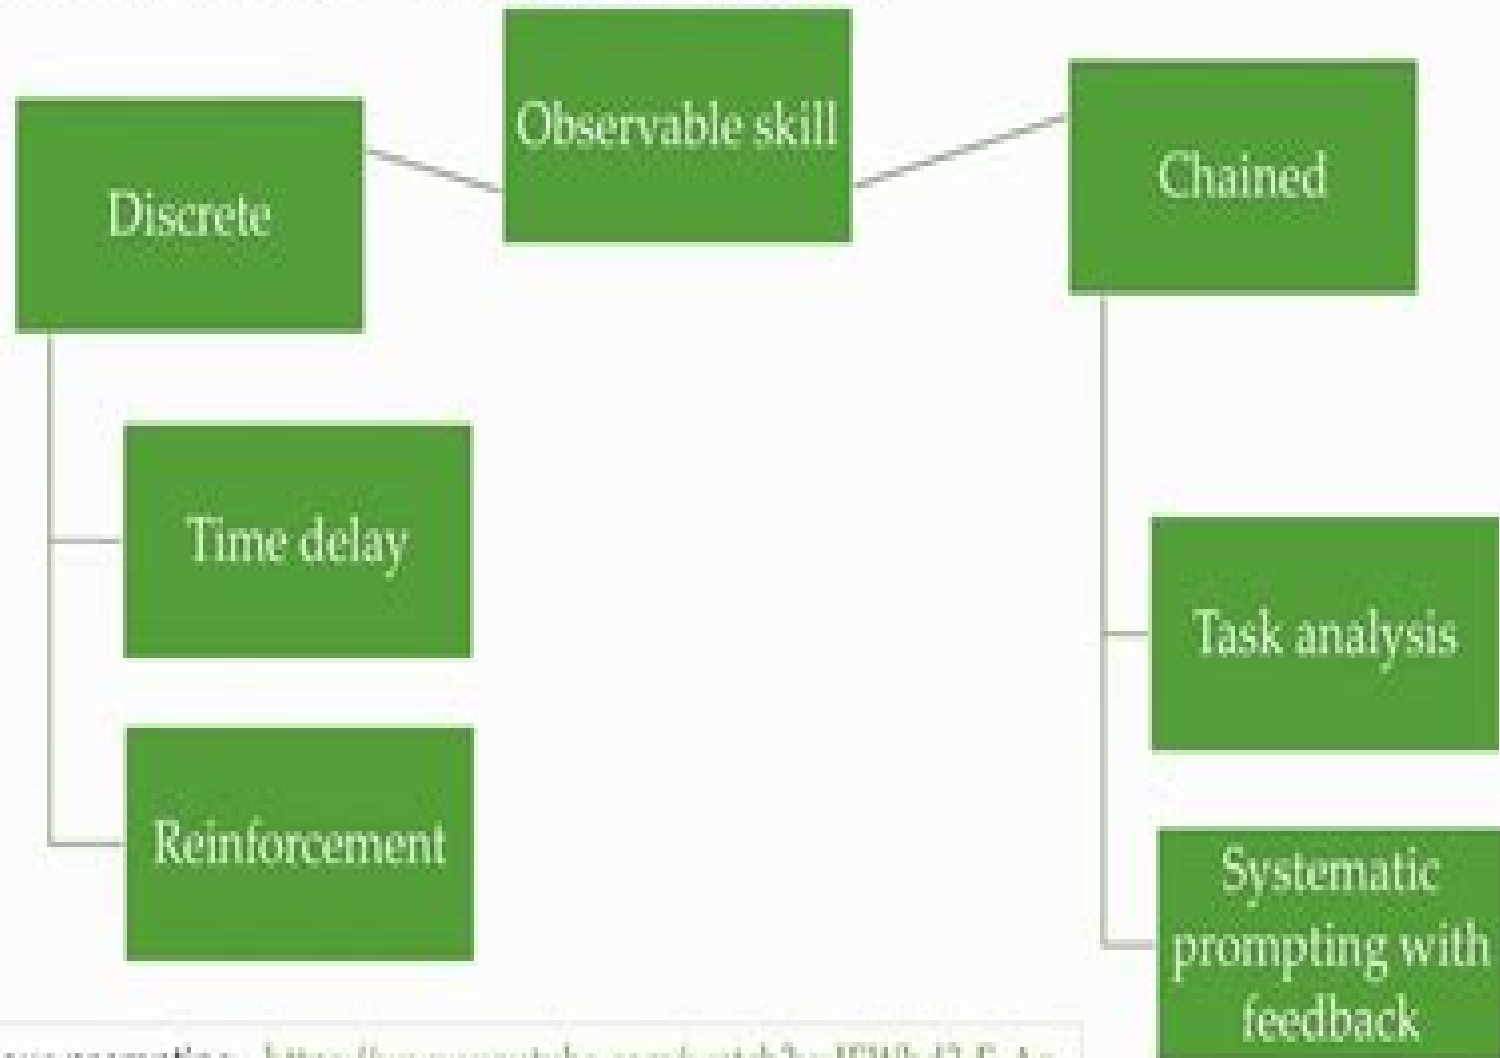 Observable skill
Discrete
Chained
Time delay
Reinforcement
Task analysis
Systematic
prompting with
feedback